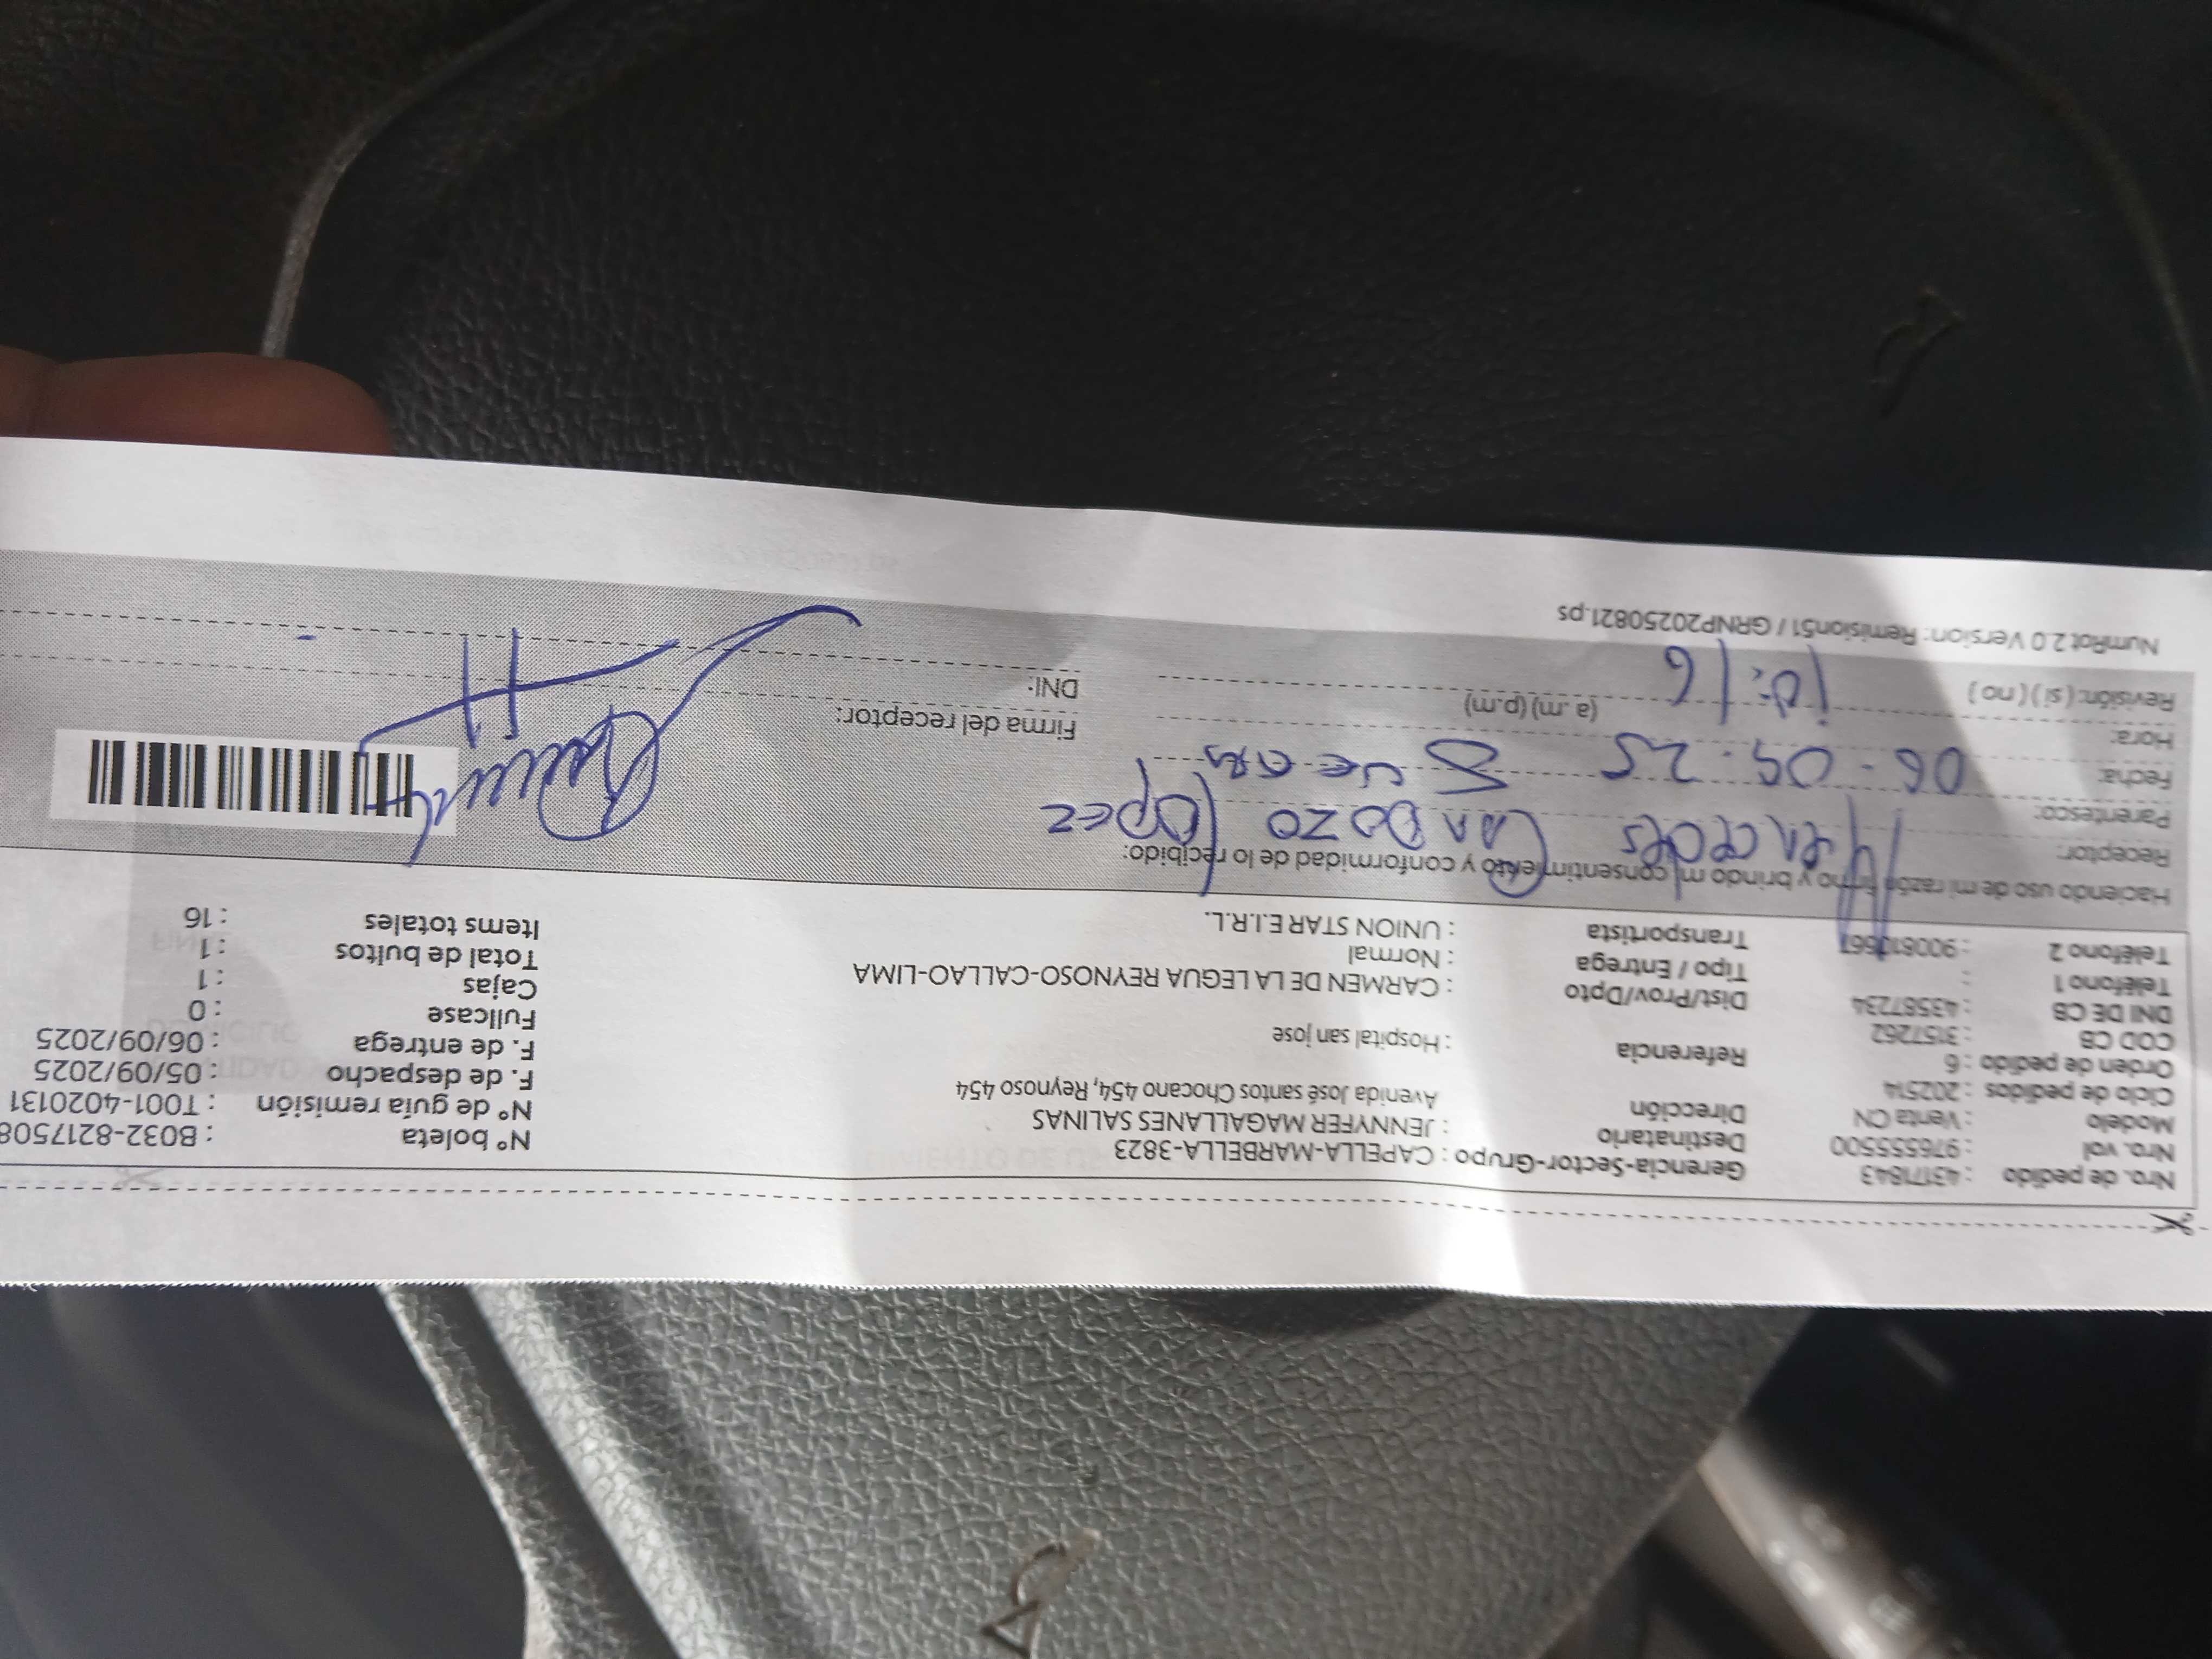 Nro. de pedido : 43171843
Nro. vol : 976555500
Modelo : Venta CN
Ciclo de pedidos : 202514
Orden de pedido : 6
COD CB : 3157262
DNI DE CB : 43587234
Teléfono 1 :
Teléfono 2
Gerencia-Sector-Grupo : CAPELLA-MARBELLA-3823
Destinatario : JENNYFER MAGALLANES SALINAS
Dirección Avenida José santos Chocano 454, Reynoso 454
Referencia : Hospital san jose
Dist/Prov/Dpto : CARMEN DE LA LEGUA REYNOSO-CALLAO-LIMA
Tipo / Entrega : Normal
Transportista : UNION STAR E.I.R.L.
N° boleta : B032-8217508
N° de guía remisión : T001-4020131
F. de despacho : 05/09/2025
F. de entrega : 06/09/2025
Fullcase : 0
Cajas : 1
Total de bultos : 1
Items totales : 16
Haciendo uso de mi razón firmo y brindo mi consentimiento y conformidad de lo recibido:
Receptor: Mercedes Cardozo Lopez
Parentesco:
Fecha: 06-09-25
Hora: 10:16 (a.m) (p.m)
Revisión: (si) (no)
Firma del receptor:
DNI:
NumRot 2.0 Version: Remision51 / GRNP20250821.ps